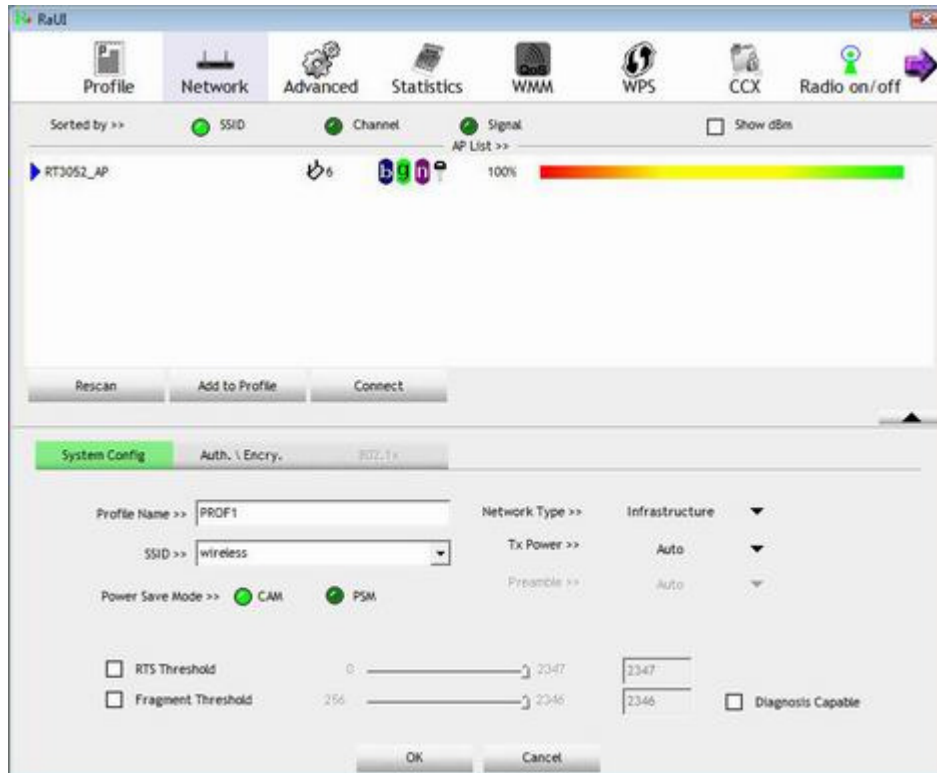 RaUI
Profile Network Advanced Statistics QoS WMM WPS CCX Radio on/off
Sorted by >> SSID Channel Signal Show dBm
AP List >>
RT3052_AP 6 b g n 100%
Rescan Add to Profile Connect
System Config Auth. \ Encry. 802.1x
Profile Name >> PROF1 Network Type >> Infrastructure
SSID >> wireless Tx Power >> Auto
Preamble >> Auto
Power Save Mode >> CAM PSM
RTS Threshold 0 2347 2347
Fragment Threshold 256 2346 2346 Diagnosis Capable
OK Cancel